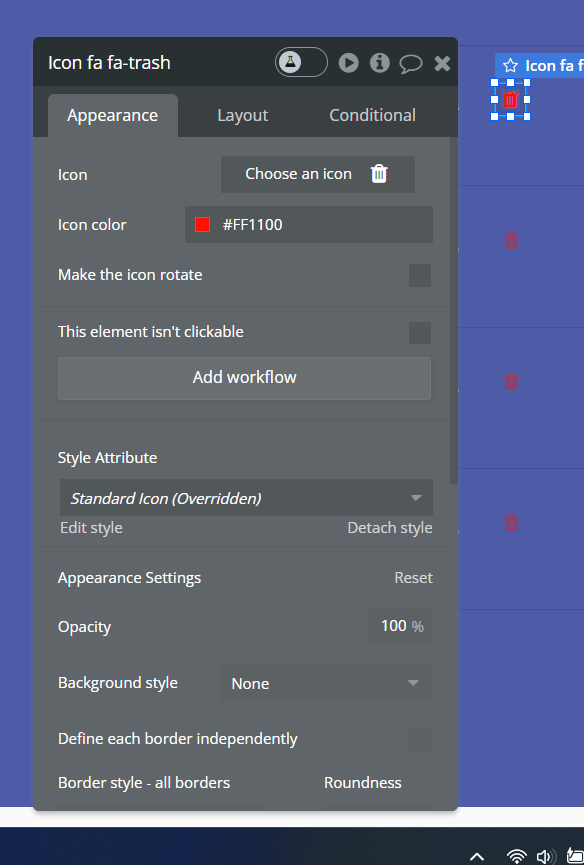 Icon fa fa-trash
Icon fa f
Appearance
Layout
Conditional
Icon
Choose an icon
Icon color
#FF1100
Make the icon rotate
This element isn't clickable
Add workflow
Style Attribute
Standard Icon (Overridden)
Edit style
Detach style
Appearance Settings
Reset
Opacity
100 %
Background style
None
Define each border independently
Border style - all borders
Roundness